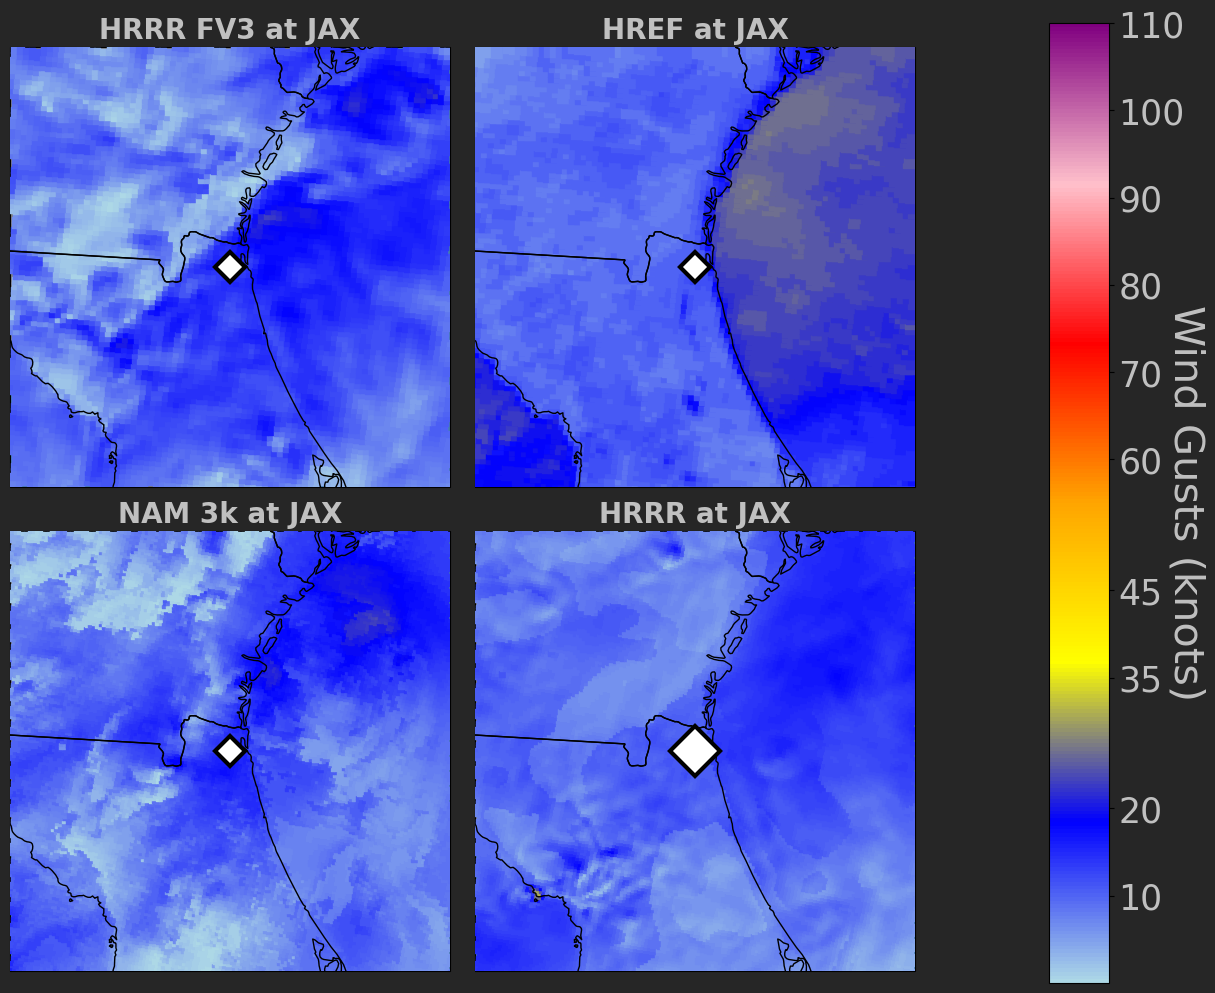 HRRR FV3 at JAX
HREF at JAX
NAM 3k at JAX
HRRR at JAX
110
100
90
80
70
60
45
35
20
10
Wind Gusts (knots)